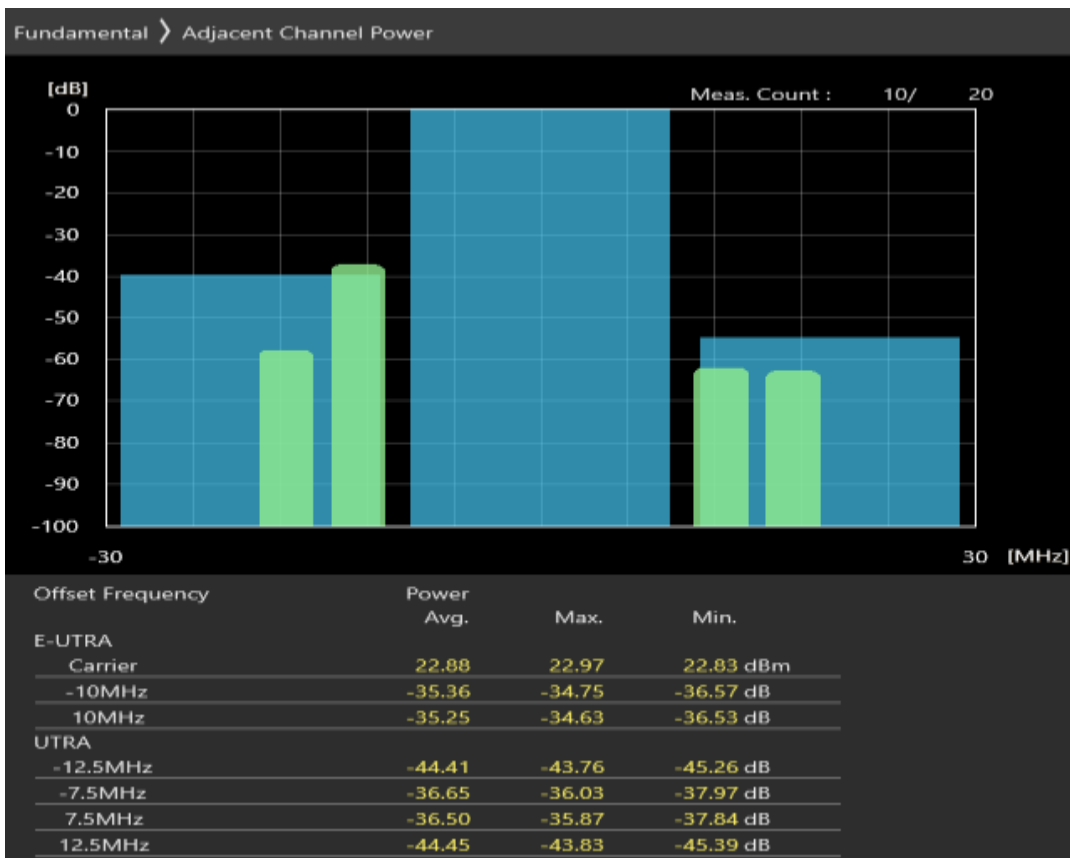 Fundamental 〉 Adjacent Channel Power
[dB]
Meas. Count : 10/ 20
0
-10
-20
-30
-40
-50
-60
-70
-80
-90
-100
-30 30 [MHz]
Offset Frequency Power
Avg. Max. Min.
E-UTRA
Carrier 22.88 22.97 22.83 dBm
-10MHz -35.36 -34.75 -36.57 dB
10MHz -35.25 -34.63 -36.53 dB
UTRA
-12.5MHz -44.41 -43.76 -45.26 dB
-7.5MHz -36.65 -36.03 -37.97 dB
7.5MHz -36.50 -35.87 -37.84 dB
12.5MHz -44.45 -43.83 -45.39 dB